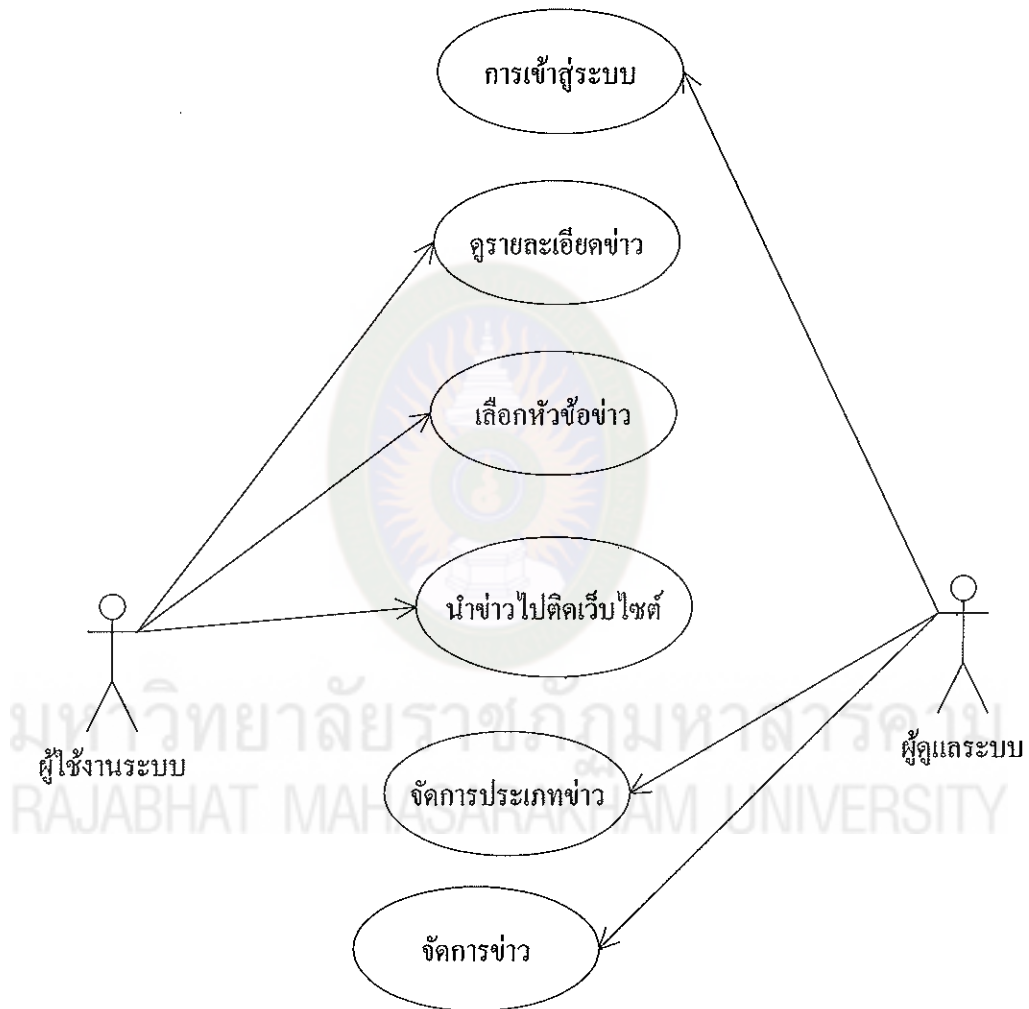 การเข้าสู่ระบบ
ดูรายละเอียดข่าว
เลือกหัวข้อข่าว
นำข่าวไปติดเว็บไซต์
ผู้ใช้งานระบบ
ผู้ดูแลระบบ
จัดการประเภทข่าว
จัดการข่าว
มหาวิทยาลัยราชภัฏมหาสารคาม
RAJABHAT MAHASARAKHAM UNIVERSITY